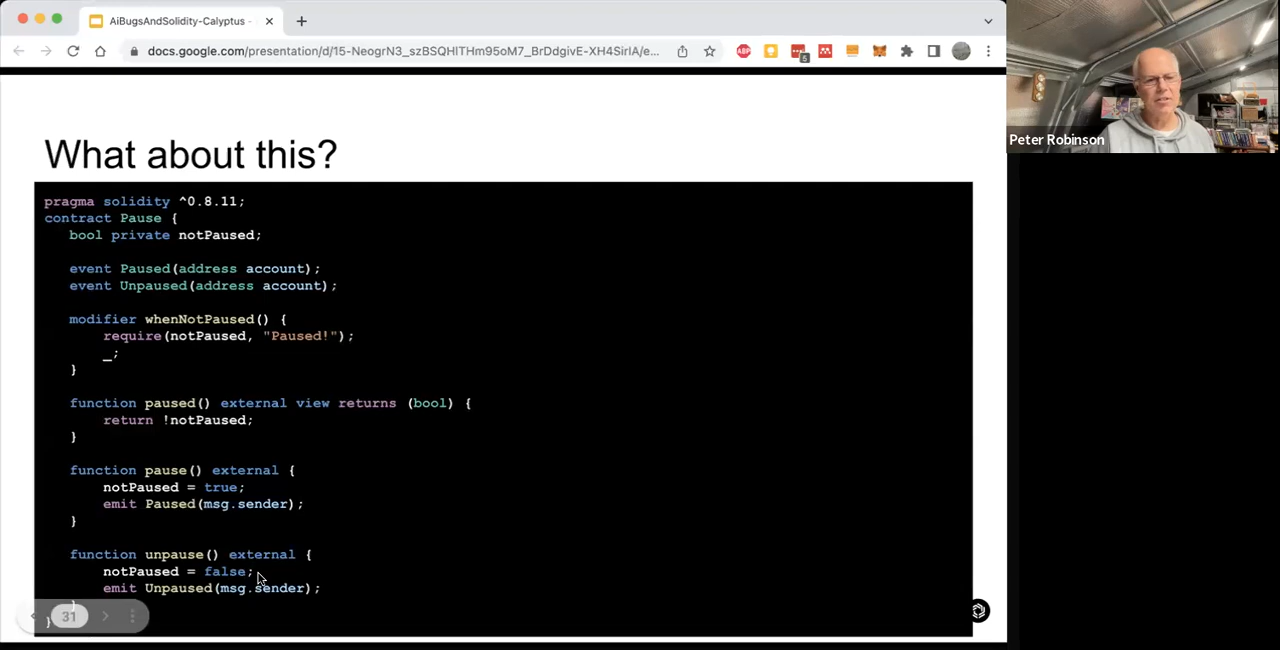 AiBugsAndSolidity-Calyptus -
docs.google.com/presentation/d/15-NeogrN3_szBSQHlTHm95oM7_BrDdgivE-XH4SirIA/e...
ABP
5
Peter Robinson
What about this?
pragma solidity ^0.8.11;
contract Pause {
bool private notPaused;
event Paused(address account);
event Unpaused(address account);
modifier whenNotPaused() {
require(notPaused, "Paused!");
_;
}
function paused() external view returns (bool) {
return !notPaused;
}
function pause() external {
notPaused = true;
emit Paused(msg.sender);
}
function unpause() external {
notPaused = false;
emit Unpaused(msg.sender);
}
}
31